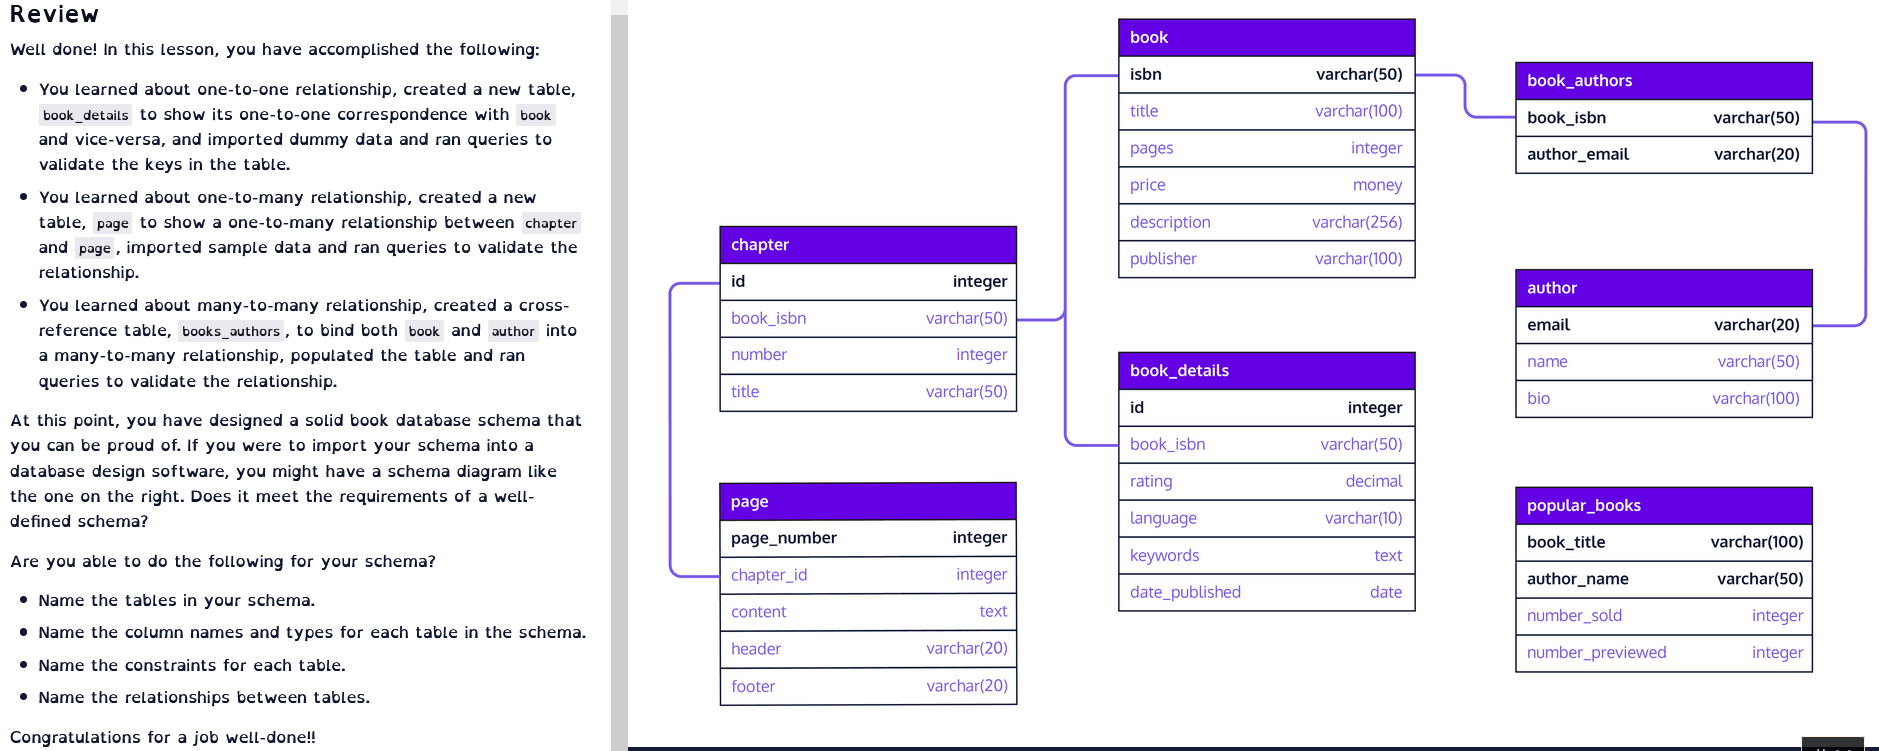 Review
Well done! In this lesson, you have accomplished the following:
• You learned about one-to-one relationship, created a new table,
book_details to show its one-to-one correspondence with book
and vice-versa, and imported dummy data and ran queries to
validate the keys in the table.
• You learned about one-to-many relationship, created a new
table, page to show a one-to-many relationship between chapter
and page, imported sample data and ran queries to validate the
relationship.
• You learned about many-to-many relationship, created a cross-
reference table, books_authors, to bind both book and author into
a many-to-many relationship, populated the table and ran
queries to validate the relationship.
At this point, you have designed a solid book database schema that
you can be proud of. If you were to import your schema into a
database design software, you might have a schema diagram like
the one on the right. Does it meet the requirements of a well-
defined schema?
Are you able to do the following for your schema?
• Name the tables in your schema.
• Name the column names and types for each table in the schema.
• Name the constraints for each table.
• Name the relationships between tables.
Congratulations for a job well-done!!
chapter
id integer
book_isbn varchar(50)
number integer
title varchar(50)
page
page_number integer
chapter_id integer
content text
header varchar(20)
footer varchar(20)
book
isbn varchar(50)
title varchar(100)
pages integer
price money
description varchar(256)
publisher varchar(100)
book_details
id integer
book_isbn varchar(50)
rating decimal
language varchar(10)
keywords text
date_published date
book_authors
book_isbn varchar(50)
author_email varchar(20)
author
email varchar(20)
name varchar(50)
bio varchar(100)
popular_books
book_title varchar(100)
author_name varchar(50)
number_sold integer
number_previewed integer